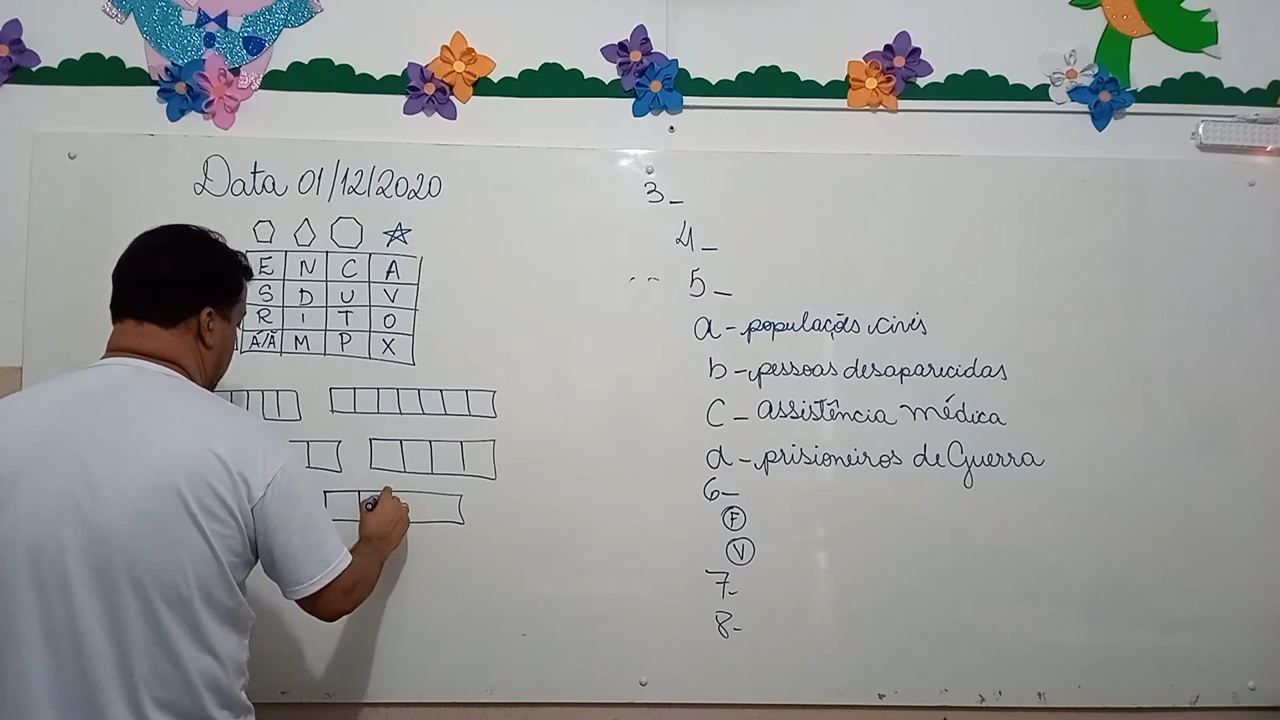 Data 01/12/2020
E N C A
S D U V
R I T O
Á/Ã M P X
3-
4-
5-
a-populações civis
b-pessoas desaparecidas
C- assistência médica
d-prisioneiros de Guerra
6-
F
V
7-
8-